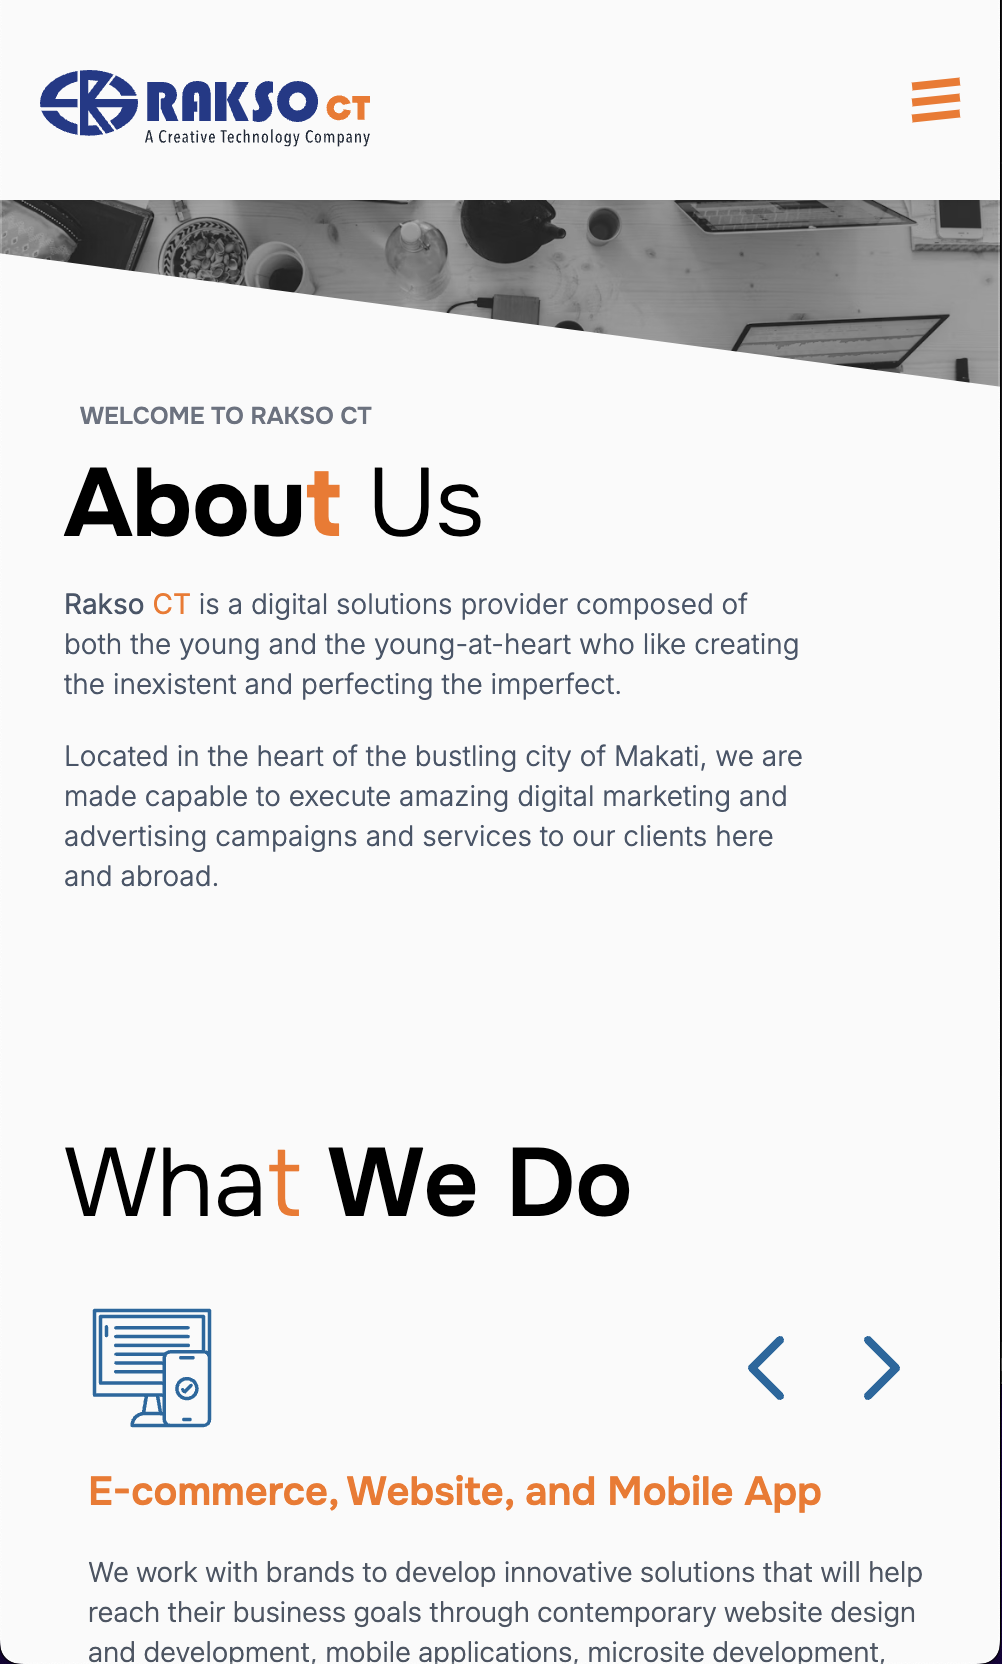 RAKSO CT
A Creative Technology Company
WELCOME TO RAKSO CT
About Us
Rakso CT is a digital solutions provider composed of
both the young and the young-at-heart who like creating
the inexistent and perfecting the imperfect.
Located in the heart of the bustling city of Makati, we are
made capable to execute amazing digital marketing and
advertising campaigns and services to our clients here
and abroad.
What We Do
E-commerce, Website, and Mobile App
We work with brands to develop innovative solutions that will help
reach their business goals through contemporary website design
and development, mobile applications, microsite development,